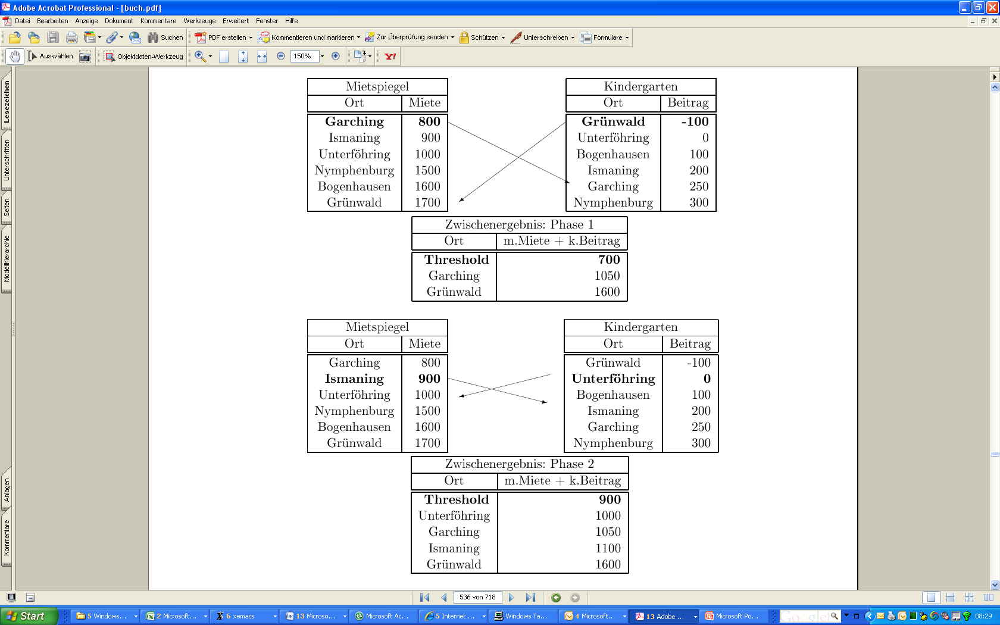 Adobe Acrobat Professional - [buch.pdf]
Datei Bearbeiten Anzeige Dokument Kommentare Werkzeuge Erweitert Fenster Hilfe
Suchen PDF erstellen Kommentieren und markieren Zur Überprüfung senden Schützen Unterschreiben Formulare
Auswählen Objektdaten-Werkzeug 150% Y!
Lesezeichen
Unterschriften
Seiten
Modellhierarchie
Anlagen
Kommentare
Mietspiegel
Ort Miete
Garching 800
Ismaning 900
Unterföhring 1000
Nymphenburg 1500
Bogenhausen 1600
Grünwald 1700
Kindergarten
Ort Beitrag
Grünwald -100
Unterföhring 0
Bogenhausen 100
Ismaning 200
Garching 250
Nymphenburg 300
Zwischenergebnis: Phase 1
Ort m.Miete + k.Beitrag
Threshold 700
Garching 1050
Grünwald 1600
Mietspiegel
Ort Miete
Garching 800
Ismaning 900
Unterföhring 1000
Nymphenburg 1500
Bogenhausen 1600
Grünwald 1700
Kindergarten
Ort Beitrag
Grünwald -100
Unterföhring 0
Bogenhausen 100
Ismaning 200
Garching 250
Nymphenburg 300
Zwischenergebnis: Phase 2
Ort m.Miete + k.Beitrag
Threshold 900
Unterföhring 1000
Garching 1050
Ismaning 1100
Grünwald 1600
536 von 718
Start 5 Windows... 2 Microsoft... 6 xemacs 13 Microso... Microsoft Ac... 5 Internet ... Windows Ta... 4 Microsoft... 13 Adobe ... Microsoft Po... Google 08:29